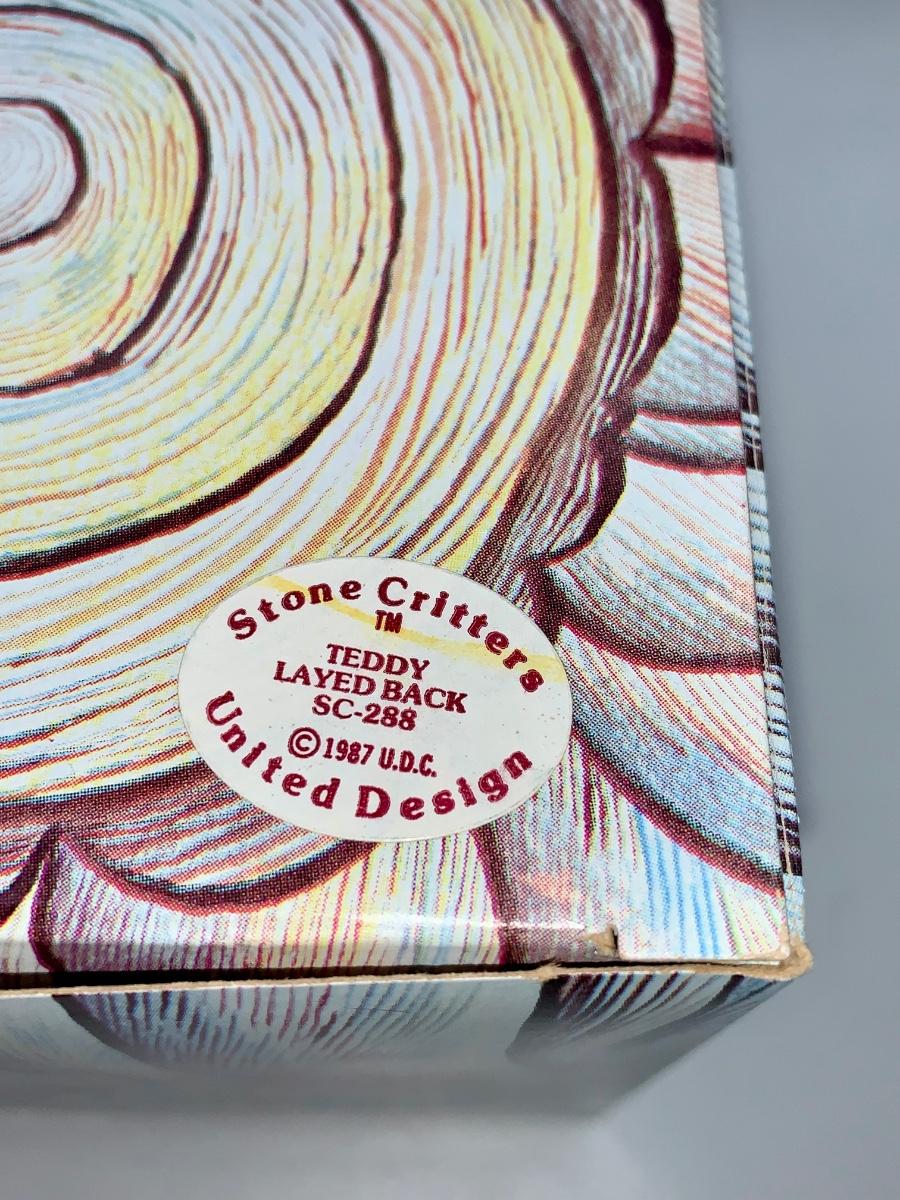 Stone Critters
TM
TEDDY
LAYED BACK
SC-288
© 1987 U.D.C.
United Design